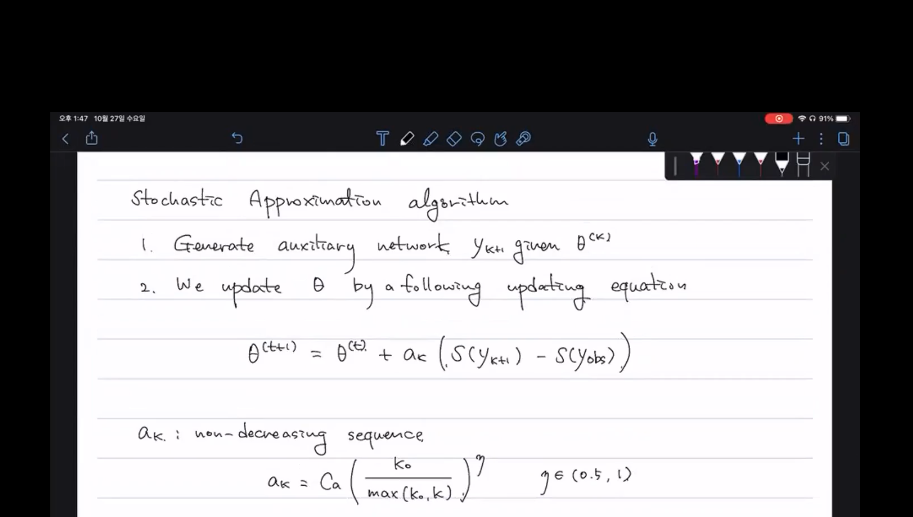 오후 1:47 10월 27일 수요일
91%
Stochastic Approximation algorithm
1. Generate auxiliary network y_{k+1} given θ^{(k)}
2. We update θ by a following updating equation
θ^{(t+1)} = θ^{(t)} + a_k (S(y_{k+1}) - S(y_{obs}))
a_k : non-decreasing sequence
a_k = C_a (k_0 / max(k_0, k))^η η ∈ (0.5, 1)